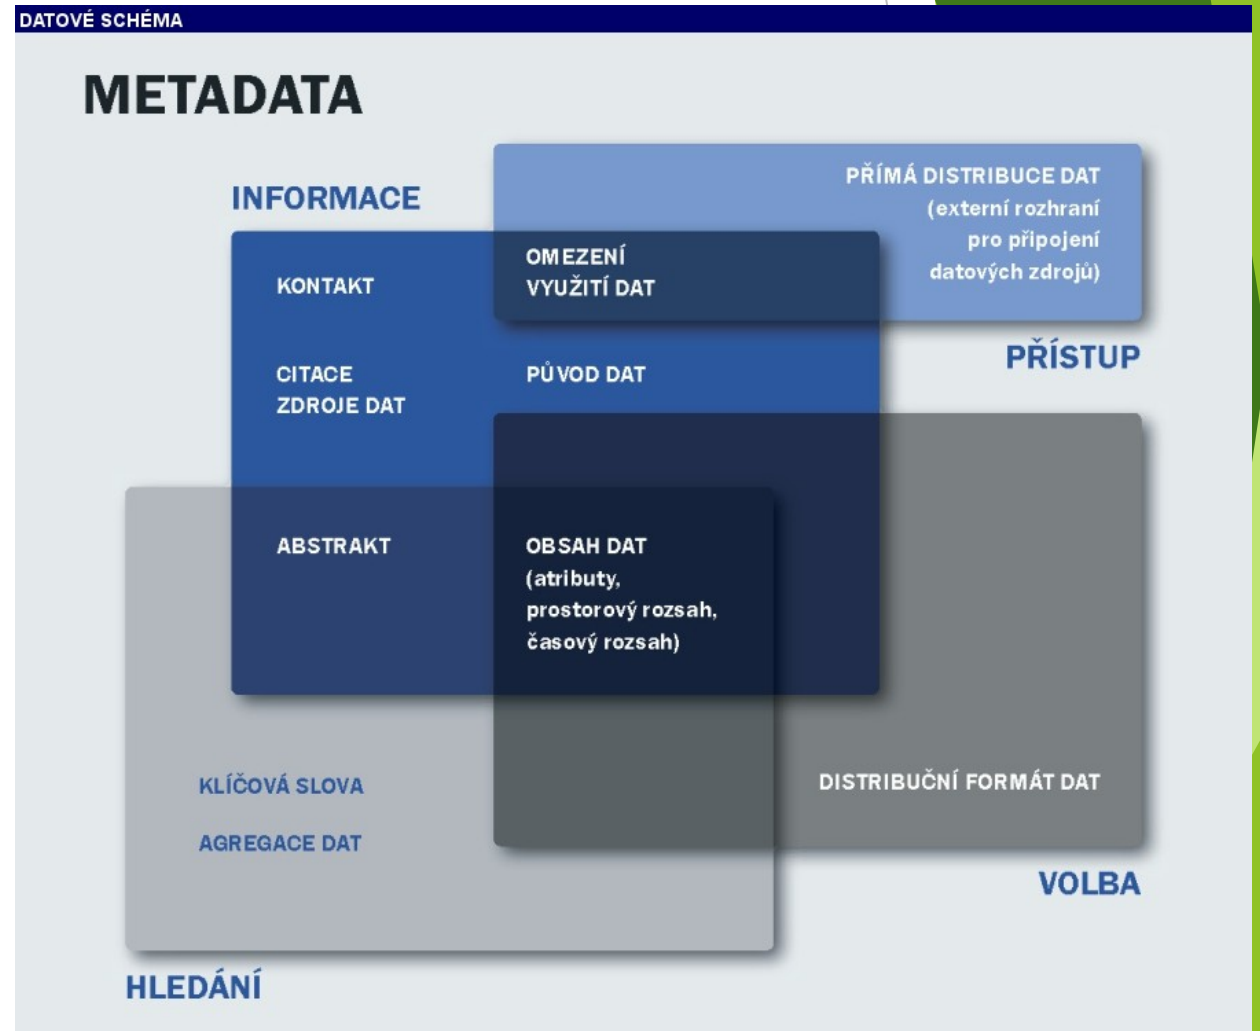 DATOVÉ SCHÉMA
METADATA
INFORMACE
PŘÍMÁ DISTRIBUCE DAT
(externí rozhraní
pro připojení
datových zdrojů)
PŘÍSTUP
KONTAKT
OMEZENÍ
VYUŽITÍ DAT
CITACE
ZDROJE DAT
PŮVOD DAT
ABSTRAKT
OBSAH DAT
(atributy,
prostorový rozsah,
časový rozsah)
KLÍČOVÁ SLOVA
AGREGACE DAT
DISTRIBUČNÍ FORMÁT DAT
VOLBA
HLEDÁNÍ